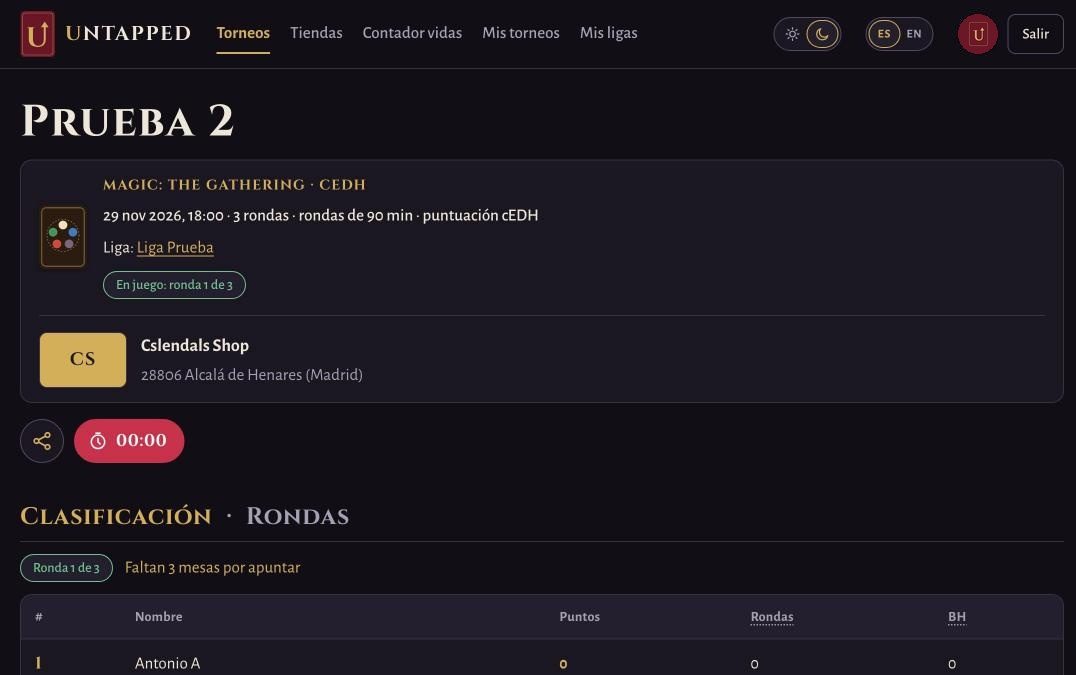 U UNTAPPED Torneos Tiendas Contador vidas Mis torneos Mis ligas ES EN U Salir
PRUEBA 2
MAGIC: THE GATHERING · CEDH
29 nov 2026, 18:00 · 3 rondas · rondas de 90 min · puntuación cEDH
Liga: Liga Prueba
En juego: ronda 1 de 3
CS Cslendals Shop
28806 Alcalá de Henares (Madrid)
00:00
CLASIFICACIÓN · RONDAS
Ronda 1 de 3 Faltan 3 mesas por apuntar
# Nombre Puntos Rondas BH
1 Antonio A 0 0 0